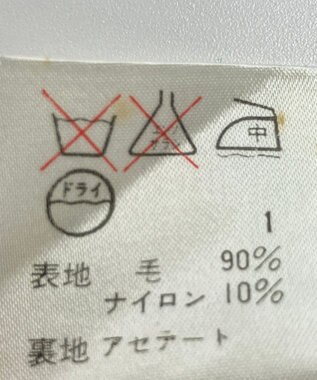 中
ドライ
1
表地 毛 90%
ナイロン 10%
裏地 アセテート